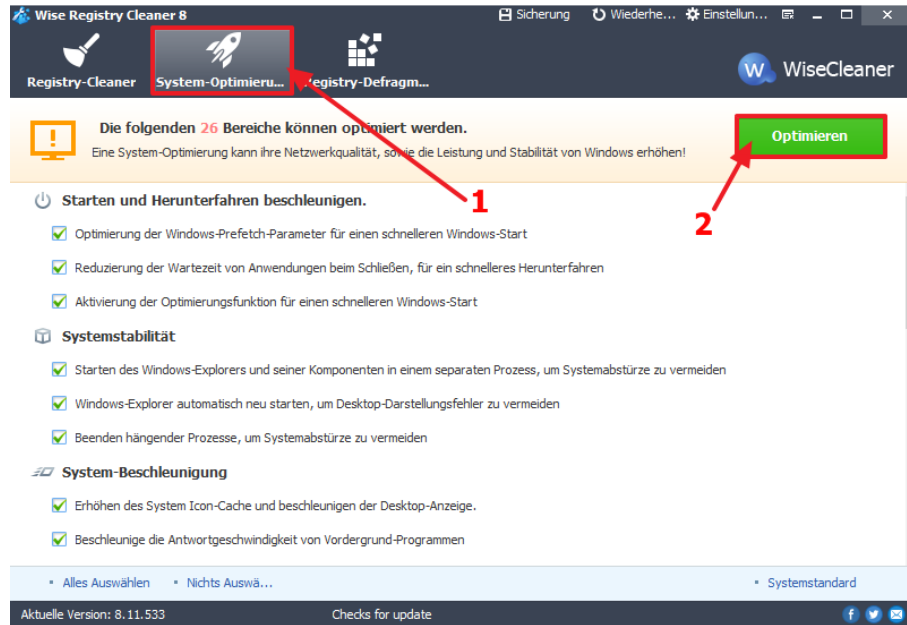 Wise Registry Cleaner 8
Sicherung Wiederhe... Einstellun...
Registry-Cleaner System-Optimieru... Registry-Defragm...
W WiseCleaner
Die folgenden 26 Bereiche können optimiert werden.
Eine System-Optimierung kann ihre Netzwerkqualität, sowie die Leistung und Stabilität von Windows erhöhen!
Optimieren
1
2
Starten und Herunterfahren beschleunigen.
Optimierung der Windows-Prefetch-Parameter für einen schnelleren Windows-Start
Reduzierung der Wartezeit von Anwendungen beim Schließen, für ein schnelleres Herunterfahren
Aktivierung der Optimierungsfunktion für einen schnelleren Windows-Start
Systemstabilität
Starten des Windows-Explorers und seiner Komponenten in einem separaten Prozess, um Systemabstürze zu vermeiden
Windows-Explorer automatisch neu starten, um Desktop-Darstellungsfehler zu vermeiden
Beenden hängender Prozesse, um Systemabstürze zu vermeiden
System-Beschleunigung
Erhöhen des System Icon-Cache und beschleunigen der Desktop-Anzeige.
Beschleunige die Antwortgeschwindigkeit von Vordergrund-Programmen
Alles Auswählen Nichts Auswä... Systemstandard
Aktuelle Version: 8.11.533 Checks for update